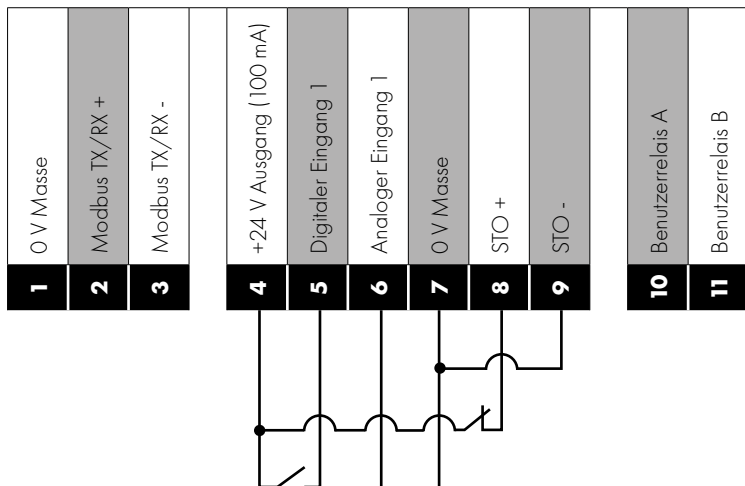 0 V Masse
Modbus TX/RX +
Modbus TX/RX -
+24 V Ausgang (100 mA)
Digitaler Eingang 1
Analoger Eingang 1
0 V Masse
STO +
STO -
Benutzerrelais A
Benutzerrelais B
1
2
3
4
5
6
7
8
9
10
11